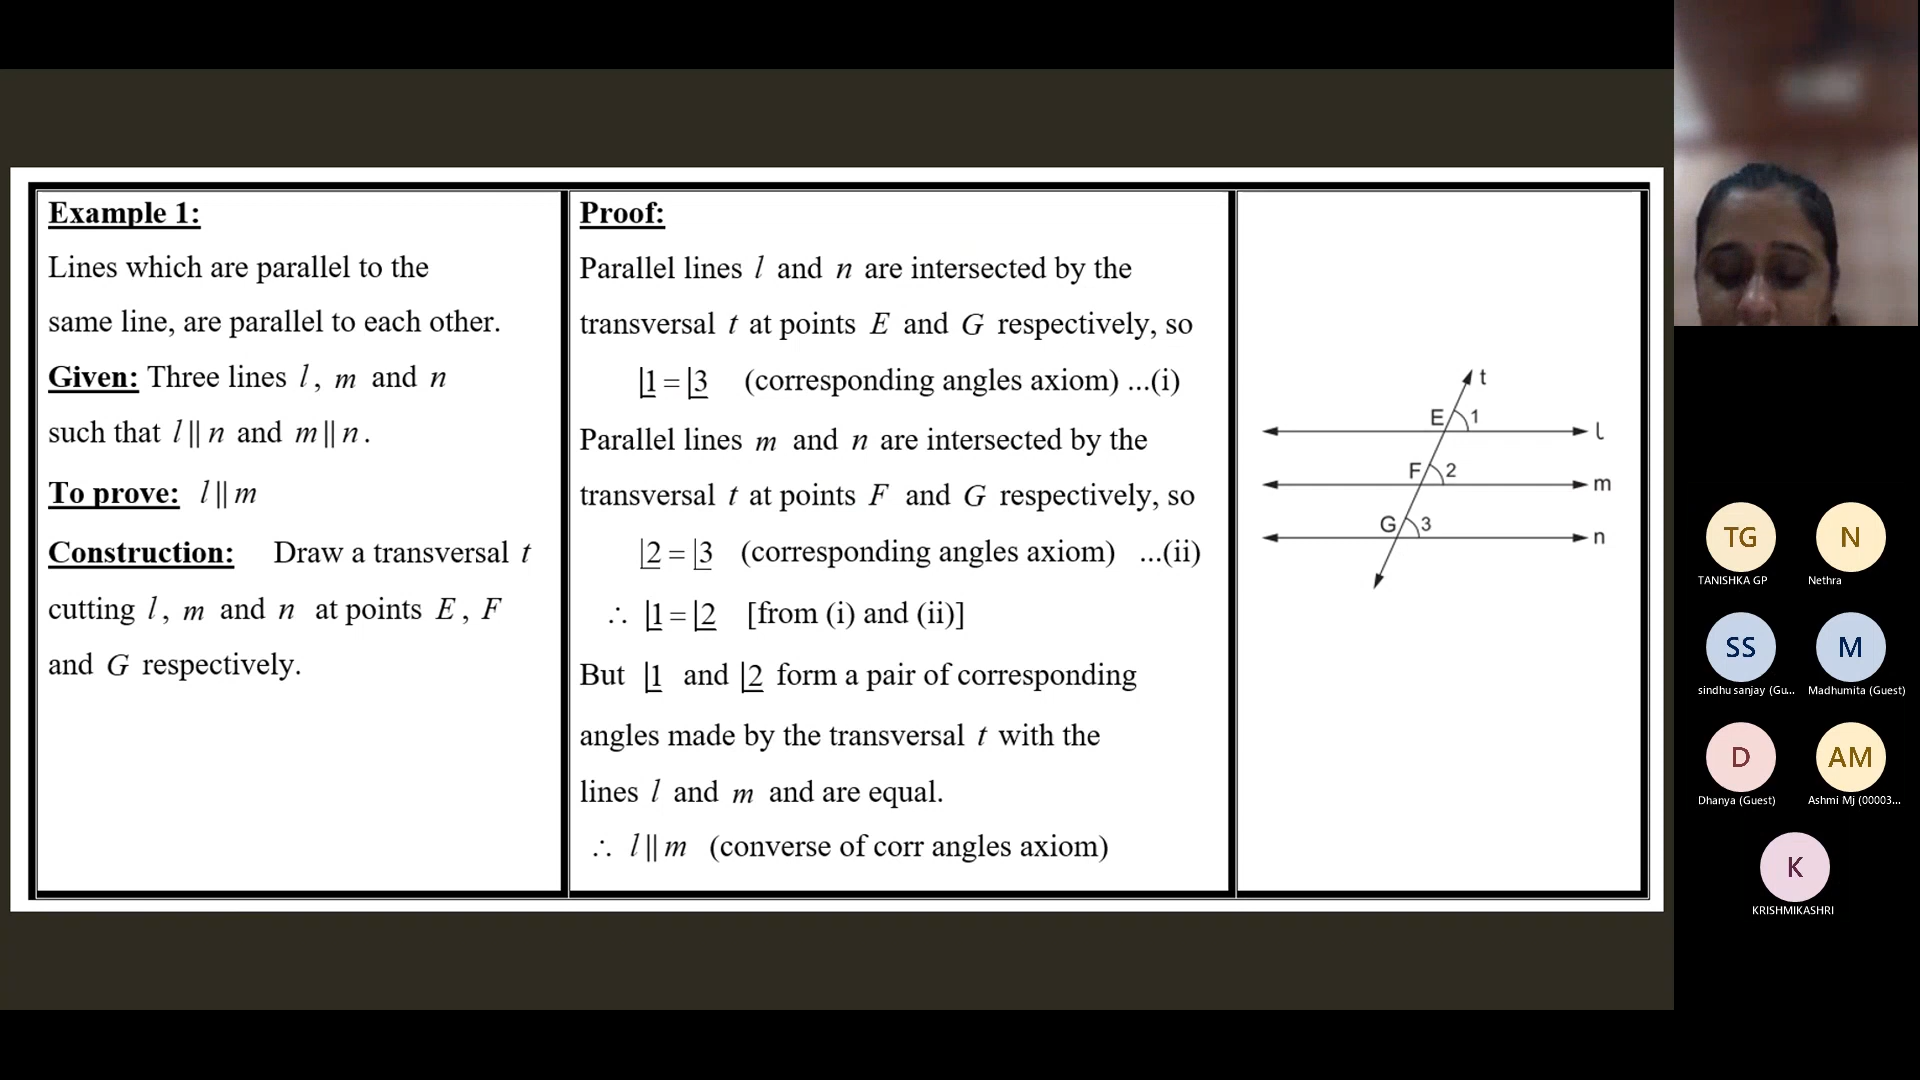 Example 1:
Lines which are parallel to the
same line, are parallel to each other.
Given: Three lines l, m and n
such that l || n and m || n.
To prove: l || m
Construction: Draw a transversal t
cutting l, m and n at points E, F
and G respectively.
Proof:
Parallel lines l and n are intersected by the
transversal t at points E and G respectively, so
|1 = |3 (corresponding angles axiom) ...(i)
Parallel lines m and n are intersected by the
transversal t at points F and G respectively, so
|2 = |3 (corresponding angles axiom) ...(ii)
∴ |1 = |2 [from (i) and (ii)]
But |1 and |2 form a pair of corresponding
angles made by the transversal t with the
lines l and m and are equal.
∴ l || m (converse of corr angles axiom)
t
E 1
l
F 2
m
G 3
n
TG N
TANISHKA GP Nethra
SS M
sindhu sanjay (Gu... Madhumita (Guest)
D AM
Dhanya (Guest) Ashmi Mj (00003...
K
KRISHMIKASHRI